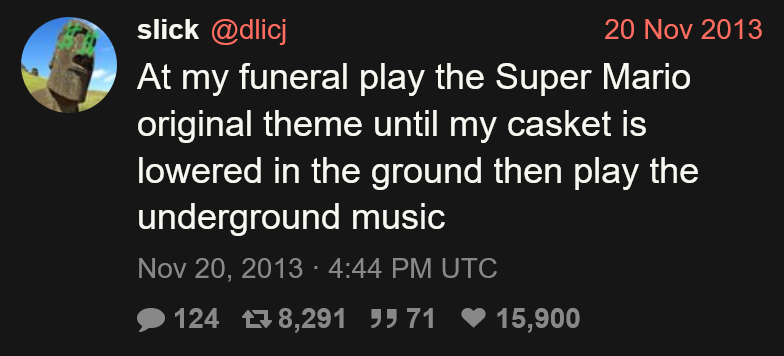 slick @dlicj 20 Nov 2013
At my funeral play the Super Mario
original theme until my casket is
lowered in the ground then play the
underground music
Nov 20, 2013 · 4:44 PM UTC
124 8,291 71 15,900